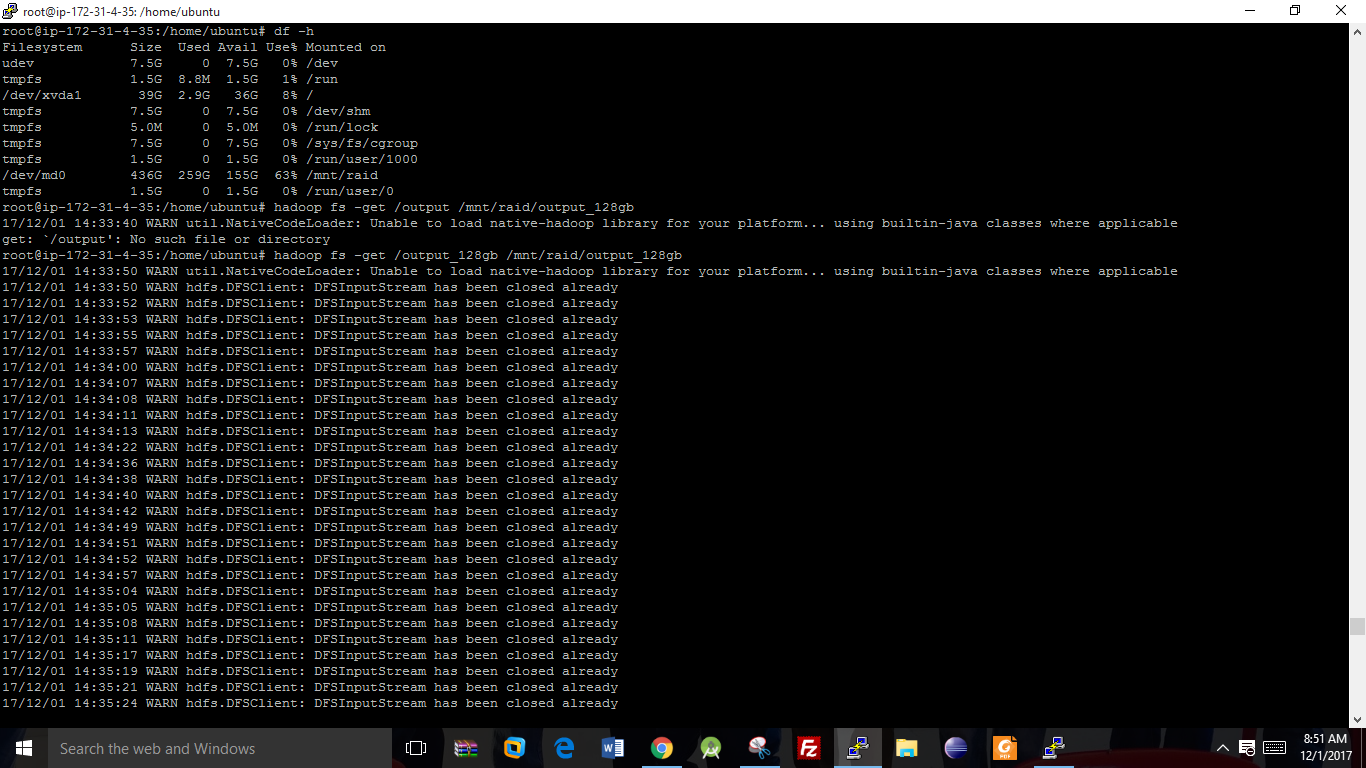 root@ip-172-31-4-35: /home/ubuntu
root@ip-172-31-4-35:/home/ubuntu# df -h
Filesystem      Size  Used Avail Use% Mounted on
udev            7.5G     0  7.5G   0% /dev
tmpfs           1.5G  8.8M  1.5G   1% /run
/dev/xvda1       39G  2.9G   36G   8% /
tmpfs           7.5G     0  7.5G   0% /dev/shm
tmpfs           5.0M     0  5.0M   0% /run/lock
tmpfs           7.5G     0  7.5G   0% /sys/fs/cgroup
tmpfs           1.5G     0  1.5G   0% /run/user/1000
/dev/md0        436G  259G  155G  63% /mnt/raid
tmpfs           1.5G     0  1.5G   0% /run/user/0
root@ip-172-31-4-35:/home/ubuntu# hadoop fs -get /output /mnt/raid/output_128gb
17/12/01 14:33:40 WARN util.NativeCodeLoader: Unable to load native-hadoop library for your platform... using builtin-java classes where applicable
get: `/output': No such file or directory
root@ip-172-31-4-35:/home/ubuntu# hadoop fs -get /output_128gb /mnt/raid/output_128gb
17/12/01 14:33:50 WARN util.NativeCodeLoader: Unable to load native-hadoop library for your platform... using builtin-java classes where applicable
17/12/01 14:33:50 WARN hdfs.DFSClient: DFSInputStream has been closed already
17/12/01 14:33:52 WARN hdfs.DFSClient: DFSInputStream has been closed already
17/12/01 14:33:53 WARN hdfs.DFSClient: DFSInputStream has been closed already
17/12/01 14:33:55 WARN hdfs.DFSClient: DFSInputStream has been closed already
17/12/01 14:33:57 WARN hdfs.DFSClient: DFSInputStream has been closed already
17/12/01 14:34:00 WARN hdfs.DFSClient: DFSInputStream has been closed already
17/12/01 14:34:07 WARN hdfs.DFSClient: DFSInputStream has been closed already
17/12/01 14:34:08 WARN hdfs.DFSClient: DFSInputStream has been closed already
17/12/01 14:34:11 WARN hdfs.DFSClient: DFSInputStream has been closed already
17/12/01 14:34:13 WARN hdfs.DFSClient: DFSInputStream has been closed already
17/12/01 14:34:22 WARN hdfs.DFSClient: DFSInputStream has been closed already
17/12/01 14:34:36 WARN hdfs.DFSClient: DFSInputStream has been closed already
17/12/01 14:34:38 WARN hdfs.DFSClient: DFSInputStream has been closed already
17/12/01 14:34:40 WARN hdfs.DFSClient: DFSInputStream has been closed already
17/12/01 14:34:42 WARN hdfs.DFSClient: DFSInputStream has been closed already
17/12/01 14:34:49 WARN hdfs.DFSClient: DFSInputStream has been closed already
17/12/01 14:34:51 WARN hdfs.DFSClient: DFSInputStream has been closed already
17/12/01 14:34:52 WARN hdfs.DFSClient: DFSInputStream has been closed already
17/12/01 14:34:57 WARN hdfs.DFSClient: DFSInputStream has been closed already
17/12/01 14:35:04 WARN hdfs.DFSClient: DFSInputStream has been closed already
17/12/01 14:35:05 WARN hdfs.DFSClient: DFSInputStream has been closed already
17/12/01 14:35:08 WARN hdfs.DFSClient: DFSInputStream has been closed already
17/12/01 14:35:11 WARN hdfs.DFSClient: DFSInputStream has been closed already
17/12/01 14:35:17 WARN hdfs.DFSClient: DFSInputStream has been closed already
17/12/01 14:35:19 WARN hdfs.DFSClient: DFSInputStream has been closed already
17/12/01 14:35:21 WARN hdfs.DFSClient: DFSInputStream has been closed already
17/12/01 14:35:24 WARN hdfs.DFSClient: DFSInputStream has been closed already
Search the web and Windows
8:51 AM
12/1/2017